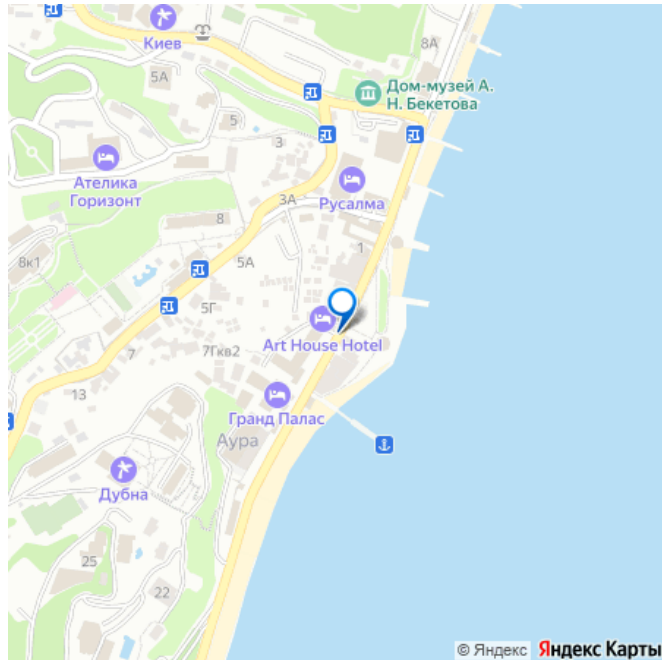 Киев
8А
5А
Дом-музей А.
Н. Бекетова
5
3
Ателика
Горизонт
Русалма
3А
8
1
8к1
5А
5Г
Art House Hotel
7
7Гкв2
13
Гранд Палас
Аура
Дубна
25
22
© Яндекс Яндекс Карты